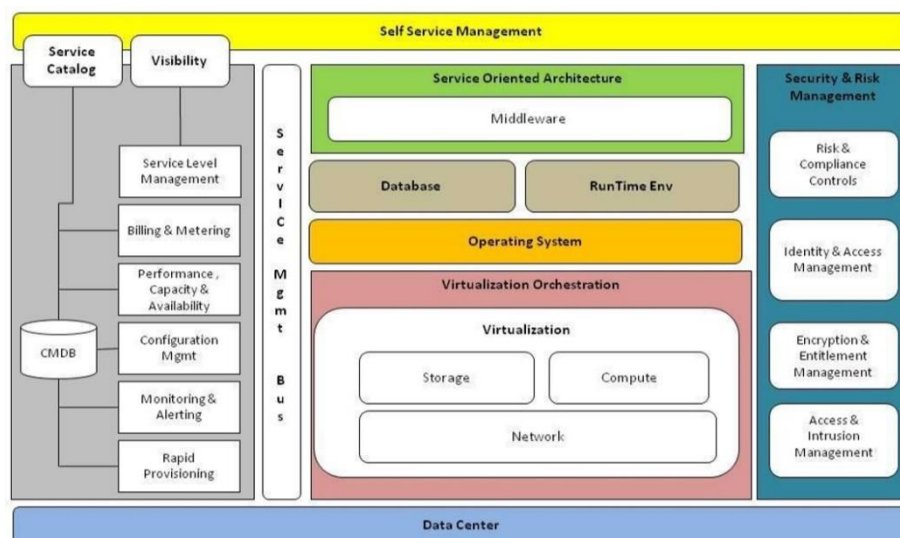 Self Service Management
Service
Catalog
Visibility
Service Level
Management
Billing & Metering
Performance ,
Capacity &
Availability
CMDB
Configuration
Mgmt
Monitoring &
Alerting
Rapid
Provisioning
S
e
r
v
I
C
e
M
g
m
t
B
u
s
Service Oriented Architecture
Middleware
Database
RunTime Env
Operating System
Virtualization Orchestration
Virtualization
Storage
Compute
Network
Security & Risk
Management
Risk &
Compliance
Controls
Identity & Access
Management
Encryption &
Entitlement
Management
Access &
Intrusion
Management
Data Center